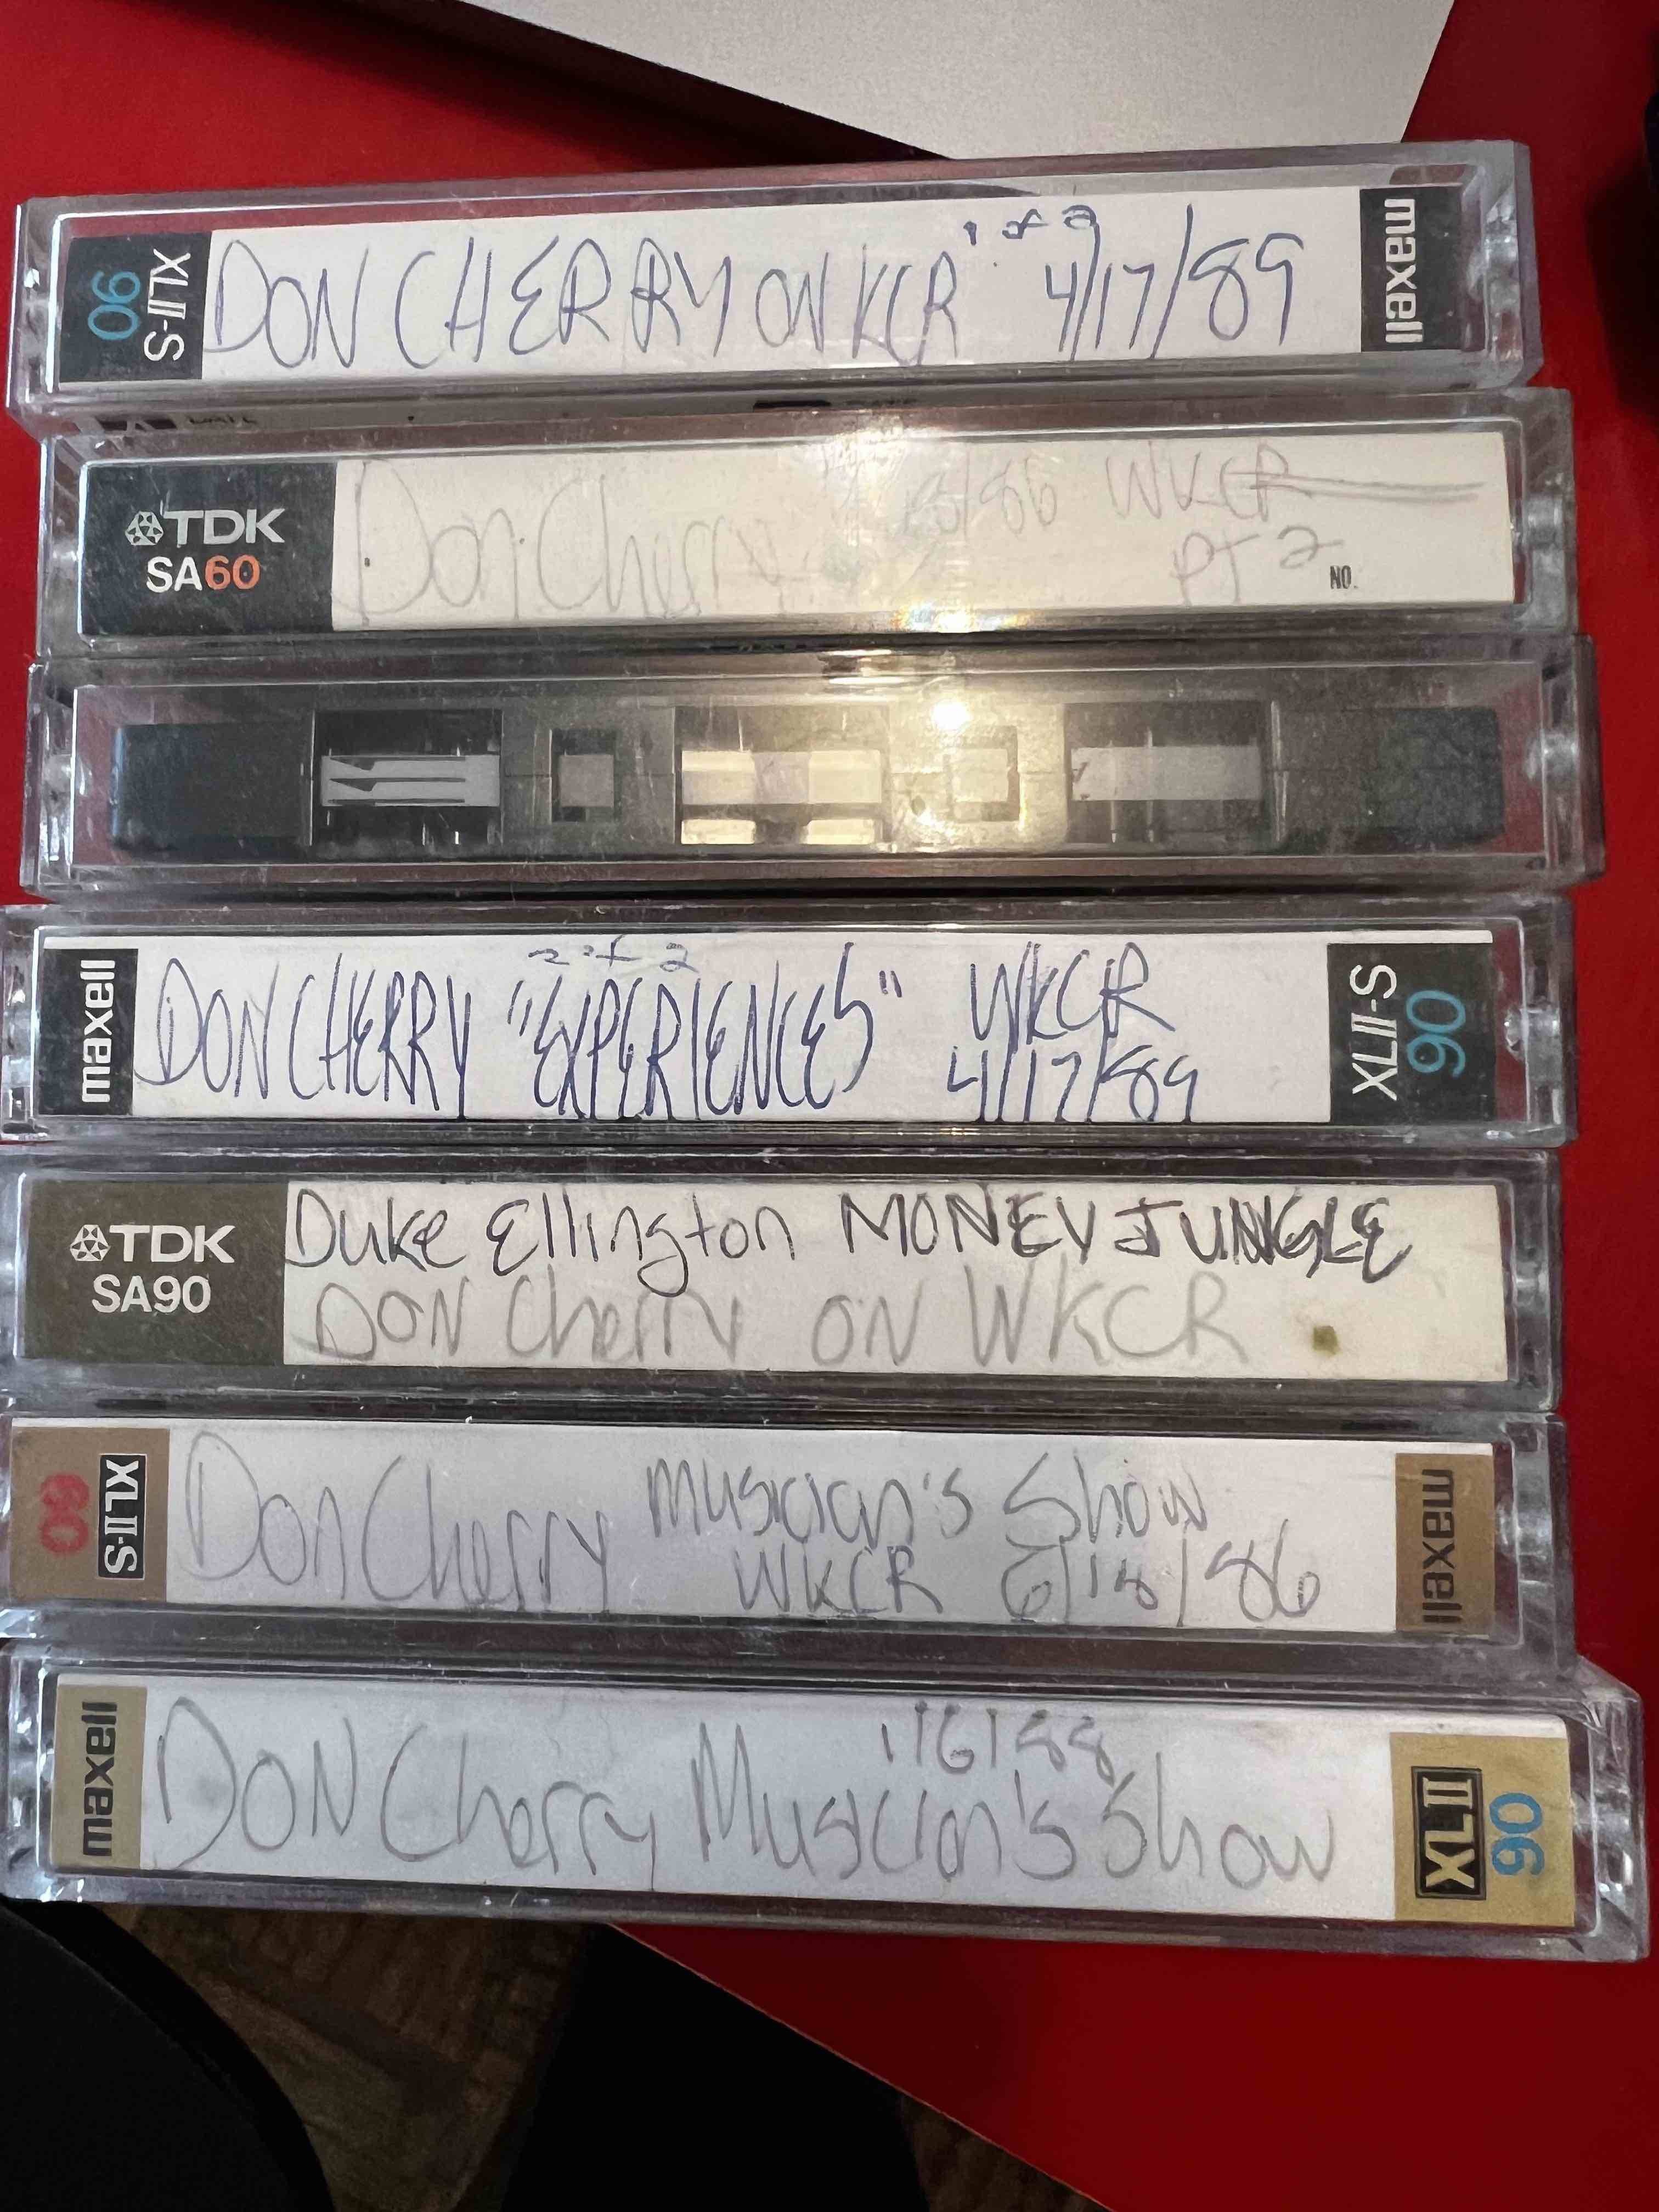 1 of 2
XLII-S 90 DON CHERRY ON KCR 4/17/89 maxell
TDK SA60
Don Cherry /86 WKCR
PT 2
NO.
2 of 2
maxell DON CHERRY "EXPERIENCES" WKCR XLII-S 90
4/17/89
TDK SA90
Duke Ellington MONEY JUNGLE
DON Cherry ON WKCR
XLII-S 60 Don Cherry Musician's Show maxell
WKCR 6/18/86
1/6/88
maxell DON Cherry Musician's Show XLII 90